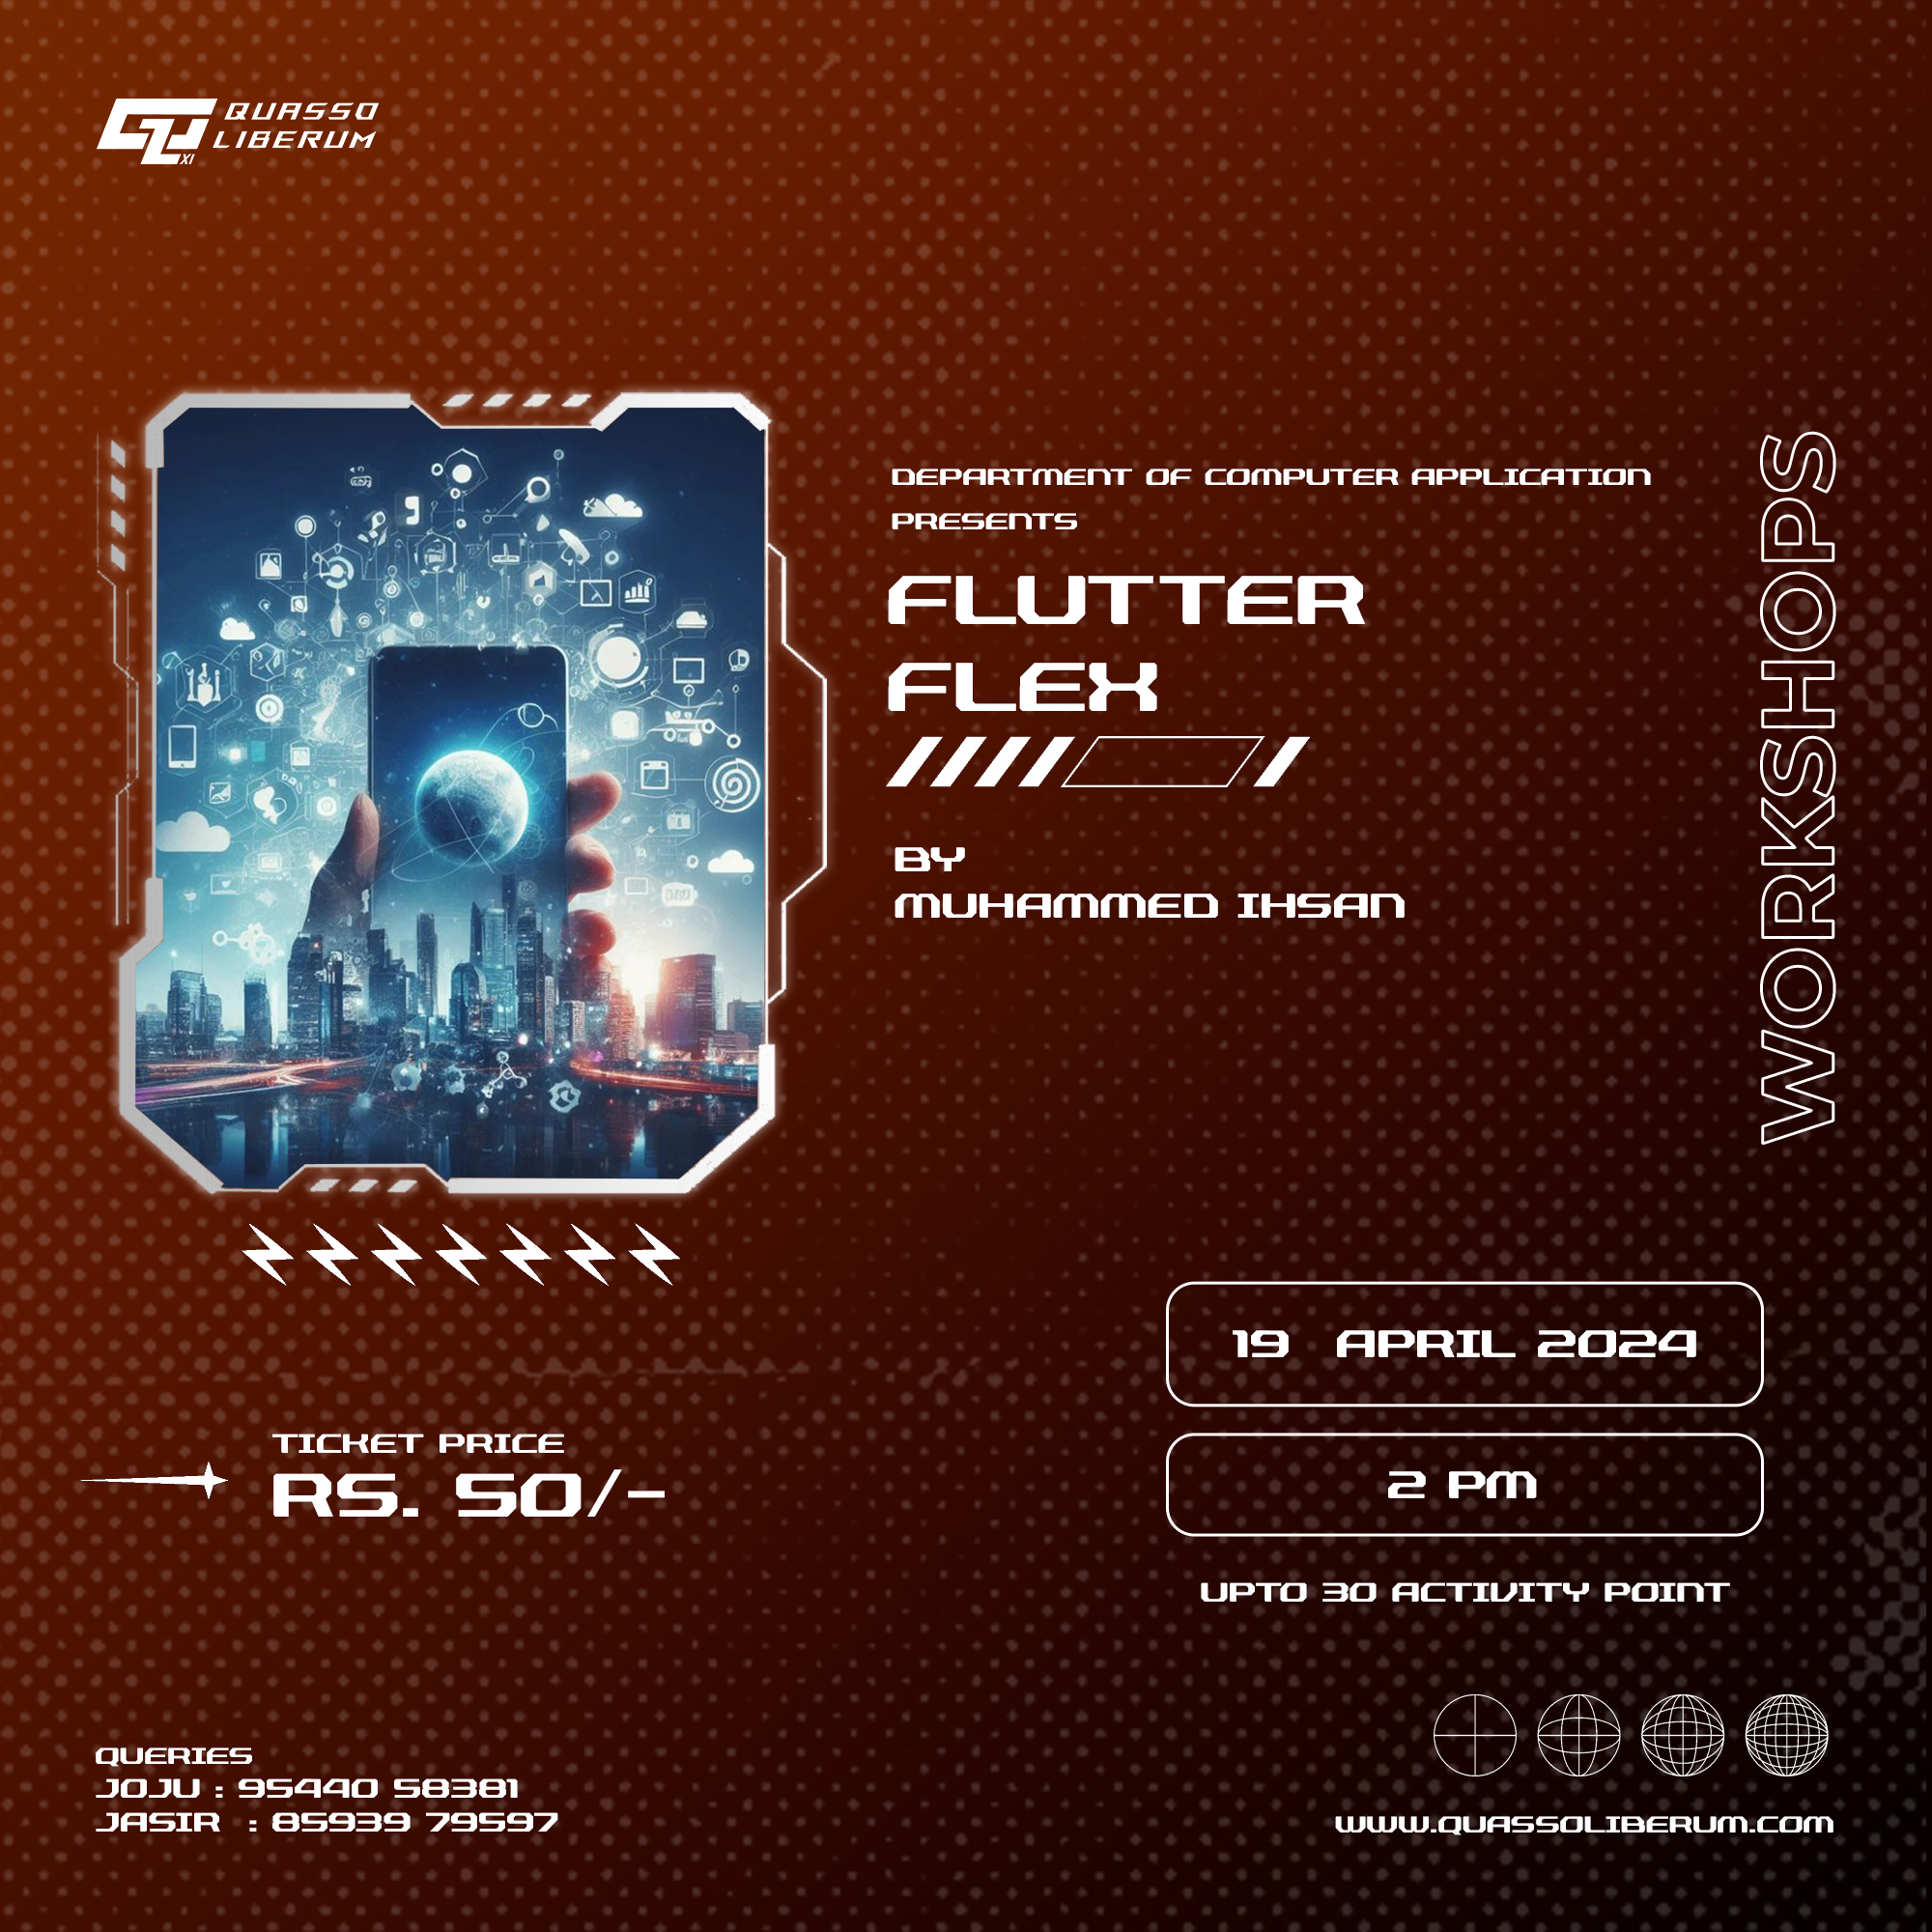 QUASSO
LIBERUM
XI
DEPARTMENT OF COMPUTER APPLICATION
PRESENTS
FLUTTER
FLEX
BY
MUHAMMED IHSAN
WORKSHOPS
19 APRIL 2024
2 PM
UPTO 30 ACTIVITY POINT
TICKET PRICE
RS. 50/-
QUERIES
JOJU : 95440 58381
JASIR : 85939 79597
WWW.QUASSOLIBERUM.COM